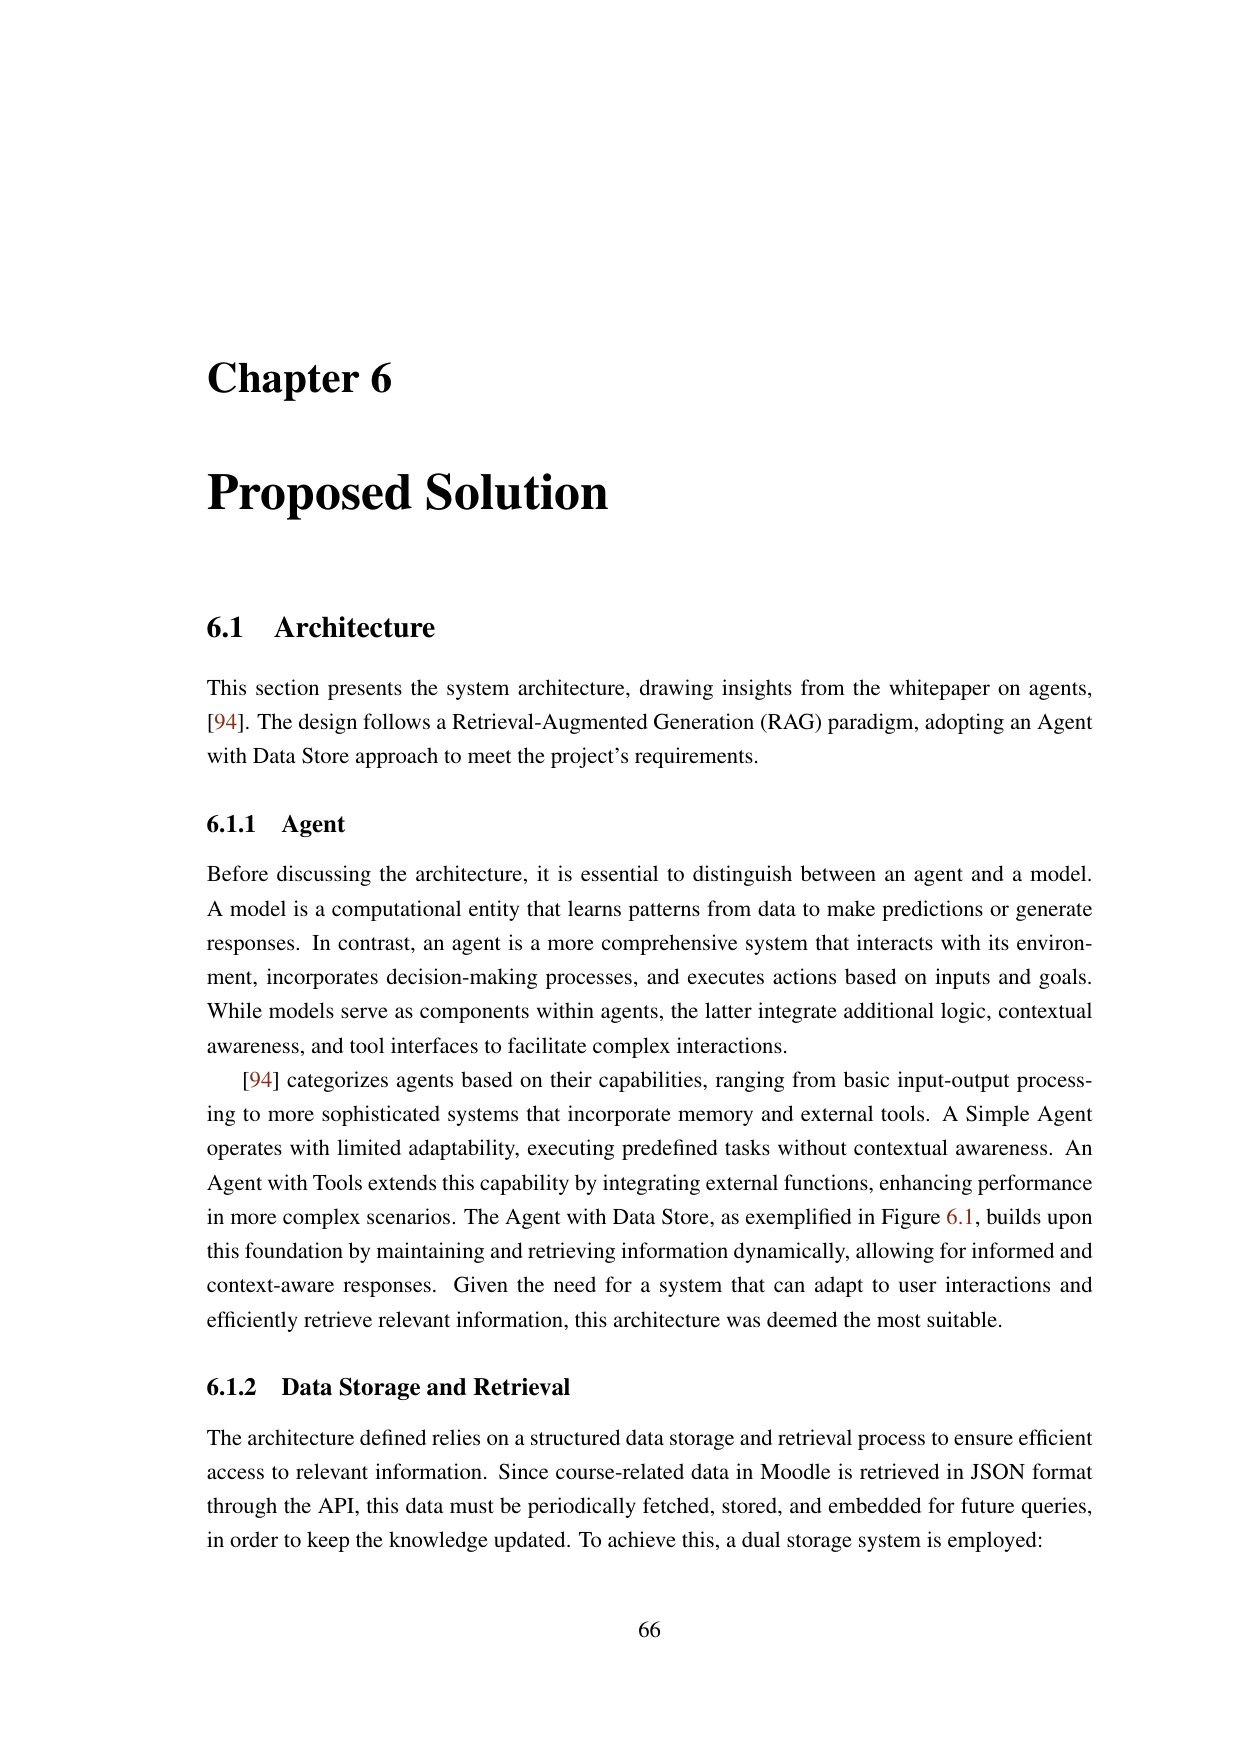 Chapter 6
Proposed Solution
6.1 Architecture
This section presents the system architecture, drawing insights from the whitepaper on agents,
[94]. The design follows a Retrieval-Augmented Generation (RAG) paradigm, adopting an Agent
with Data Store approach to meet the project’s requirements.
6.1.1 Agent
Before discussing the architecture, it is essential to distinguish between an agent and a model.
A model is a computational entity that learns patterns from data to make predictions or generate
responses. In contrast, an agent is a more comprehensive system that interacts with its environ-
ment, incorporates decision-making processes, and executes actions based on inputs and goals.
While models serve as components within agents, the latter integrate additional logic, contextual
awareness, and tool interfaces to facilitate complex interactions.
[94] categorizes agents based on their capabilities, ranging from basic input-output process-
ing to more sophisticated systems that incorporate memory and external tools. A Simple Agent
operates with limited adaptability, executing predefined tasks without contextual awareness. An
Agent with Tools extends this capability by integrating external functions, enhancing performance
in more complex scenarios. The Agent with Data Store, as exemplified in Figure 6.1, builds upon
this foundation by maintaining and retrieving information dynamically, allowing for informed and
context-aware responses. Given the need for a system that can adapt to user interactions and
efficiently retrieve relevant information, this architecture was deemed the most suitable.
6.1.2 Data Storage and Retrieval
The architecture defined relies on a structured data storage and retrieval process to ensure efficient
access to relevant information. Since course-related data in Moodle is retrieved in JSON format
through the API, this data must be periodically fetched, stored, and embedded for future queries,
in order to keep the knowledge updated. To achieve this, a dual storage system is employed:
66